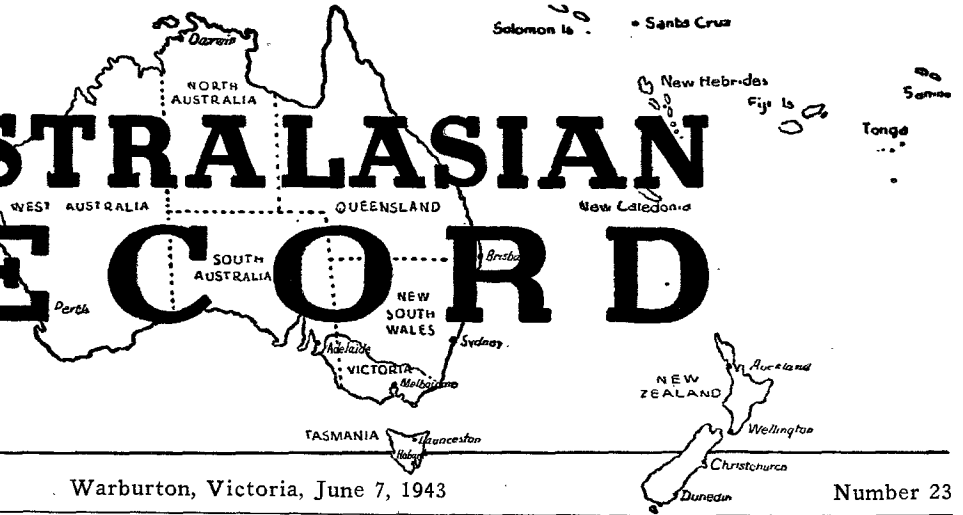 Solomon Is.
Santa Cruz
Darwin
NORTH
AUSTRALIA
New Hebrides
Fiji Is
Tonga
STRALASIAN
WEST AUSTRALIA
QUEENSLAND
New Caledonia
ECORD
SOUTH
AUSTRALIA
Brisba
Perth
NEW
SOUTH
WALES
Sydney
Adelaide
VICTORIA
Melbourne
NEW
ZEALAND
Auckland
TASMANIA
Launceston
Hobart
Wellington
Christchurch
Dunedin
Warburton, Victoria, June 7, 1943
Number 23